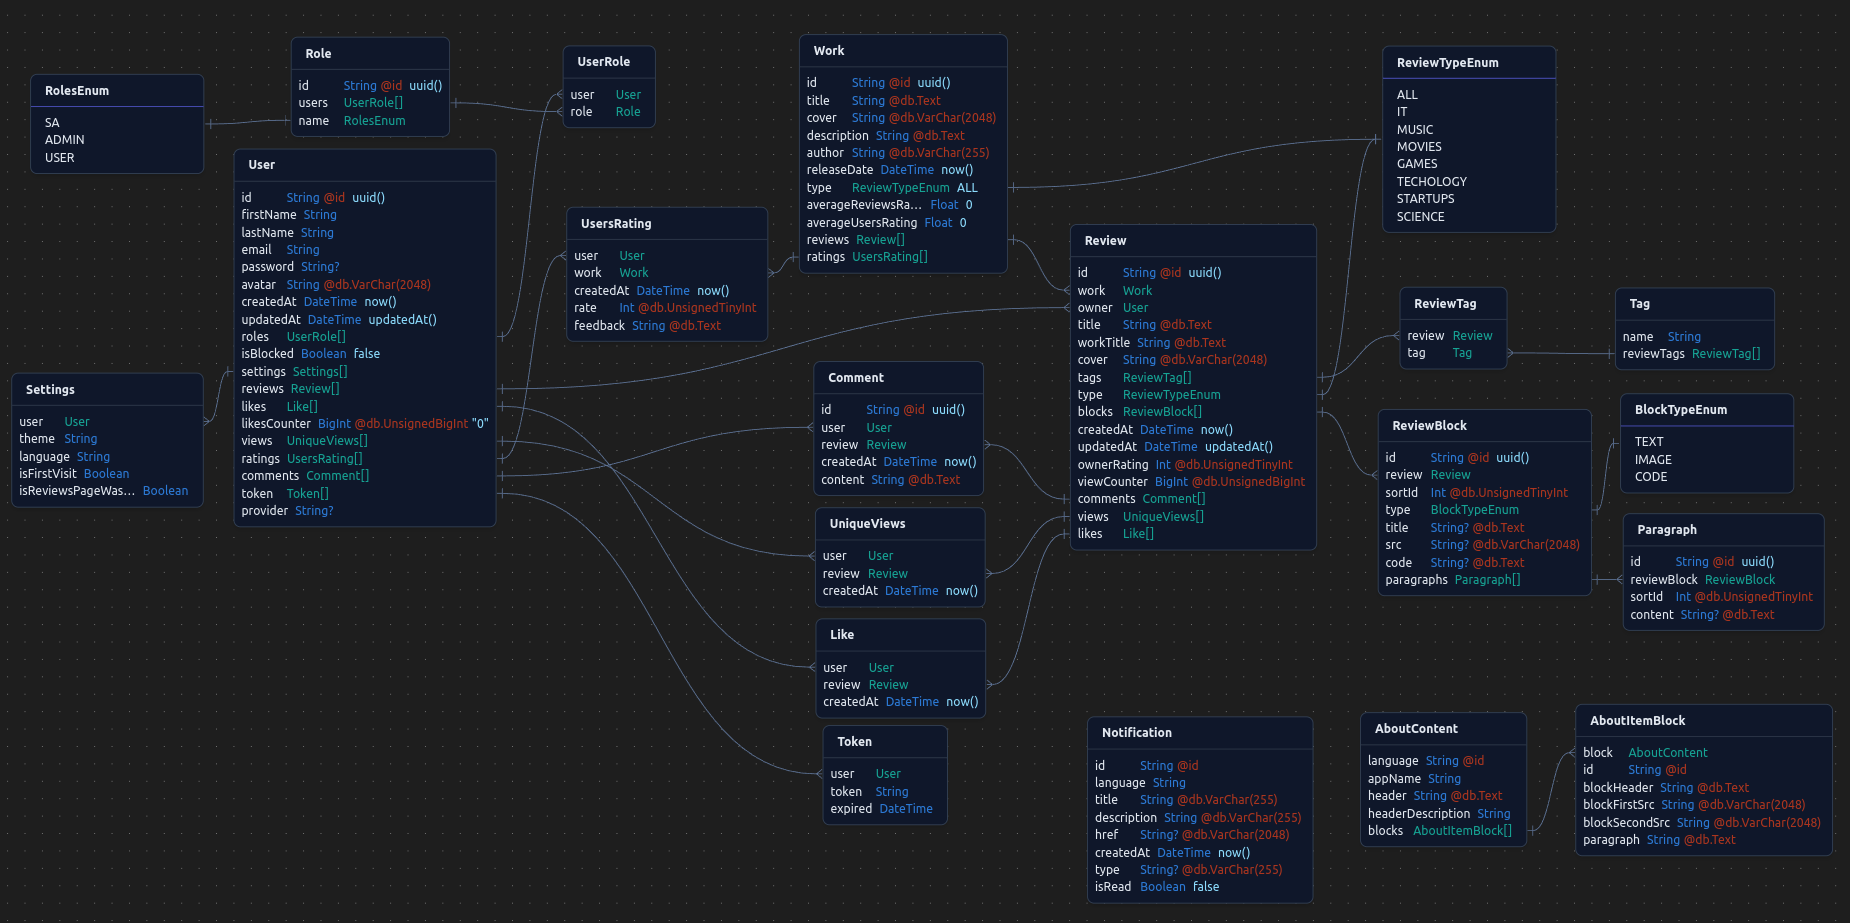 RolesEnum
SA
ADMIN
USER
Role
id String @id uuid()
users UserRole[]
name RolesEnum
UserRole
user User
role Role
User
id String @id uuid()
firstName String
lastName String
email String
password String?
avatar String @db.VarChar(2048)
createdAt DateTime now()
updatedAt DateTime updatedAt()
roles UserRole[]
isBlocked Boolean false
settings Settings[]
reviews Review[]
likes Like[]
likesCounter BigInt @db.UnsignedBigInt "0"
views UniqueViews[]
ratings UsersRating[]
comments Comment[]
token Token[]
provider String?
Settings
user User
theme String
language String
isFirstVisit Boolean
isReviewsPageWas... Boolean
UsersRating
user User
work Work
createdAt DateTime now()
rate Int @db.UnsignedTinyInt
feedback String @db.Text
Work
id String @id uuid()
title String @db.Text
cover String @db.VarChar(2048)
description String @db.Text
author String @db.VarChar(255)
releaseDate DateTime now()
type ReviewTypeEnum ALL
averageReviewsRa... Float 0
averageUsersRating Float 0
reviews Review[]
ratings UsersRating[]
Comment
id String @id uuid()
user User
review Review
createdAt DateTime now()
content String @db.Text
UniqueViews
user User
review Review
createdAt DateTime now()
Like
user User
review Review
createdAt DateTime now()
Token
user User
token String
expired DateTime
Review
id String @id uuid()
work Work
owner User
title String @db.Text
workTitle String @db.Text
cover String @db.VarChar(2048)
tags ReviewTag[]
type ReviewTypeEnum
blocks ReviewBlock[]
createdAt DateTime now()
updatedAt DateTime updatedAt()
ownerRating Int @db.UnsignedTinyInt
viewCounter BigInt @db.UnsignedBigInt
comments Comment[]
views UniqueViews[]
likes Like[]
ReviewTypeEnum
ALL
IT
MUSIC
MOVIES
GAMES
TECHOLOGY
STARTUPS
SCIENCE
ReviewTag
review Review
tag Tag
Tag
name String
reviewTags ReviewTag[]
ReviewBlock
id String @id uuid()
review Review
sortId Int @db.UnsignedTinyInt
type BlockTypeEnum
title String? @db.Text
src String? @db.VarChar(2048)
code String? @db.Text
paragraphs Paragraph[]
BlockTypeEnum
TEXT
IMAGE
CODE
Paragraph
id String @id uuid()
reviewBlock ReviewBlock
sortId Int @db.UnsignedTinyInt
content String? @db.Text
Notification
id String @id
language String
title String @db.VarChar(255)
description String @db.VarChar(255)
href String? @db.VarChar(2048)
createdAt DateTime now()
type String? @db.VarChar(255)
isRead Boolean false
AboutContent
language String @id
appName String
header String @db.Text
headerDescription String
blocks AboutItemBlock[]
AboutItemBlock
block AboutContent
id String @id
blockHeader String @db.Text
blockFirstSrc String @db.VarChar(2048)
blockSecondSrc String @db.VarChar(2048)
paragraph String @db.Text